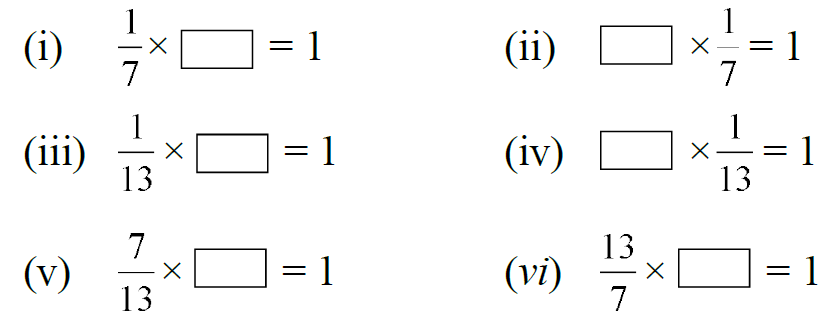 (i) 1/7 × □ = 1 (ii) □ × 1/7 = 1
(iii) 1/13 × □ = 1 (iv) □ × 1/13 = 1
(v) 7/13 × □ = 1 (vi) 13/7 × □ = 1